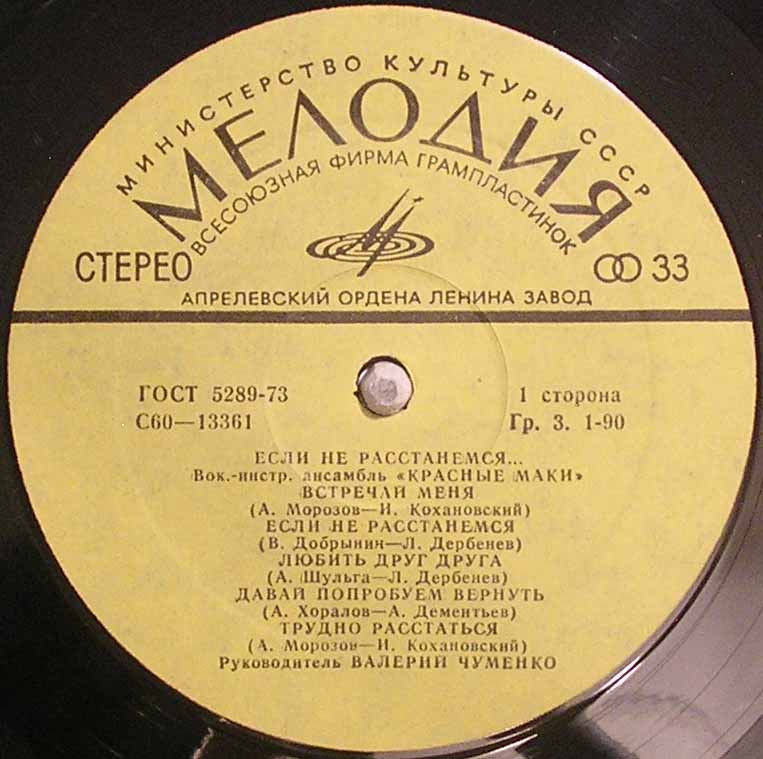 МИНИСТЕРСТВО КУЛЬТУРЫ СССР
МЕЛОДИЯ
ВСЕСОЮЗНАЯ ФИРМА ГРАМПЛАСТИНОК
СТЕРЕО
33
АПРЕЛЕВСКИЙ ОРДЕНА ЛЕНИНА ЗАВОД
ГОСТ 5289-73
1 сторона
С60—13361
Гр. 3. 1-90
ЕСЛИ НЕ РАССТАНЕМСЯ...
Вок.-инстр. ансамбль «КРАСНЫЕ МАКИ»
ВСТРЕЧАЙ МЕНЯ
(А. Морозов—И. Кохановский)
ЕСЛИ НЕ РАССТАНЕМСЯ
(В. Добрынин—Л. Дербенев)
ЛЮБИТЬ ДРУГ ДРУГА
(А. Шульга—Л. Дербенев)
ДАВАЙ ПОПРОБУЕМ ВЕРНУТЬ
(А. Хоралов—А. Дементьев)
ТРУДНО РАССТАТЬСЯ
(А. Морозов—И. Кохановский)
Руководитель ВАЛЕРИЙ ЧУМЕНКО